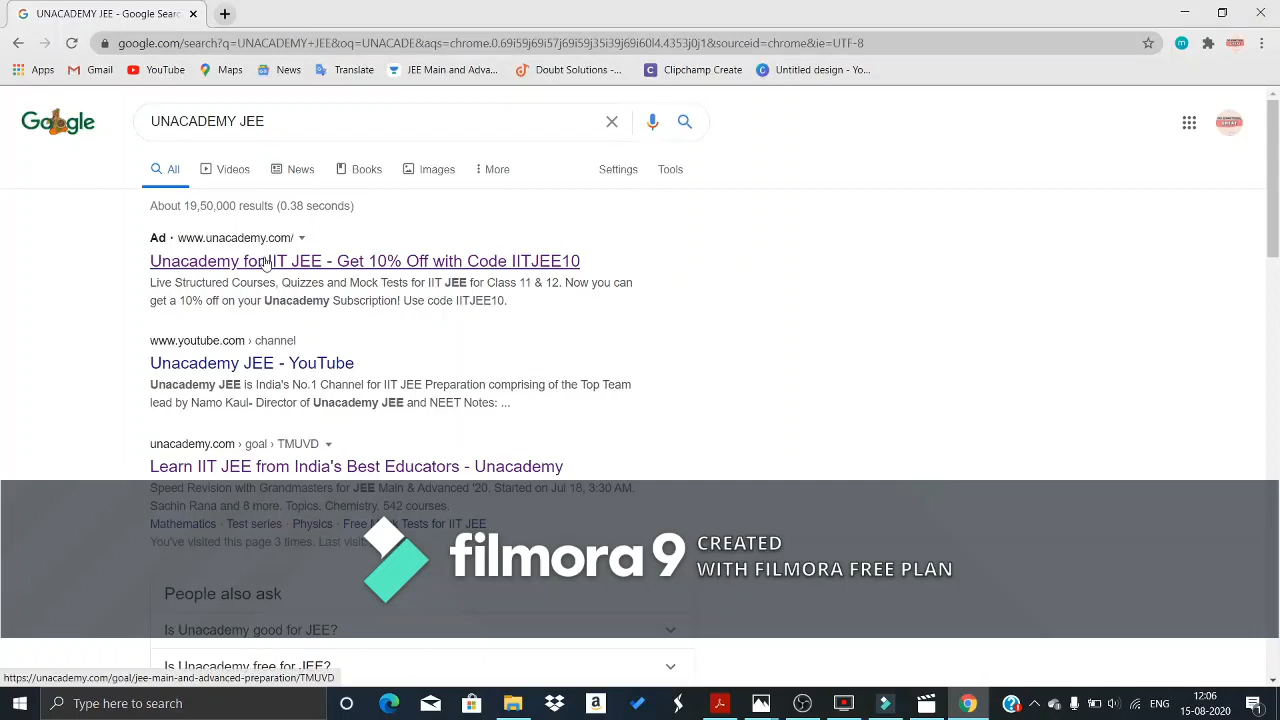 UNACADEMY JEE - Google Search
google.com/search?q=UNACADEMY+JEE&oq=UNACADE&aqs=chrome.0.69i59j69i57j69i59j35i39j69i60l4.4353j0j1&sourceid=chrome&ie=UTF-8
Apps Gmail YouTube Maps News Translate JEE Main and Adva... Doubt Solutions -... Clipchamp Create Untitled design - Yo...
Google UNACADEMY JEE
All Videos News Books Images More Settings Tools
About 19,50,000 results (0.38 seconds)
Ad · www.unacademy.com/
Unacademy for IIT JEE - Get 10% Off with Code IITJEE10
Live Structured Courses, Quizzes and Mock Tests for IIT JEE for Class 11 & 12. Now you can
get a 10% off on your Unacademy Subscription! Use code IITJEE10.
www.youtube.com › channel
Unacademy JEE - YouTube
Unacademy JEE is India's No.1 Channel for IIT JEE Preparation comprising of the Top Team
lead by Namo Kaul- Director of Unacademy JEE and NEET Notes: ...
unacademy.com › goal › TMUVD
Learn IIT JEE from India's Best Educators - Unacademy
Speed Revision with Grandmasters for JEE Main & Advanced '20. Started on Jul 18, 3:30 AM.
Sachin Rana and 8 more. Topics. Chemistry. 542 courses.
Mathematics · Test series · Physics · Free Mock Tests for IIT JEE
You've visited this page 3 times. Last
filmora 9 CREATED
WITH FILMORA FREE PLAN
People also ask
Is Unacademy good for JEE?
Is Unacademy free for JEE?
https://unacademy.com/goal/jee-main-and-advanced-preparation/TMUVD
Type here to search
ENG
12:06
15-08-2020